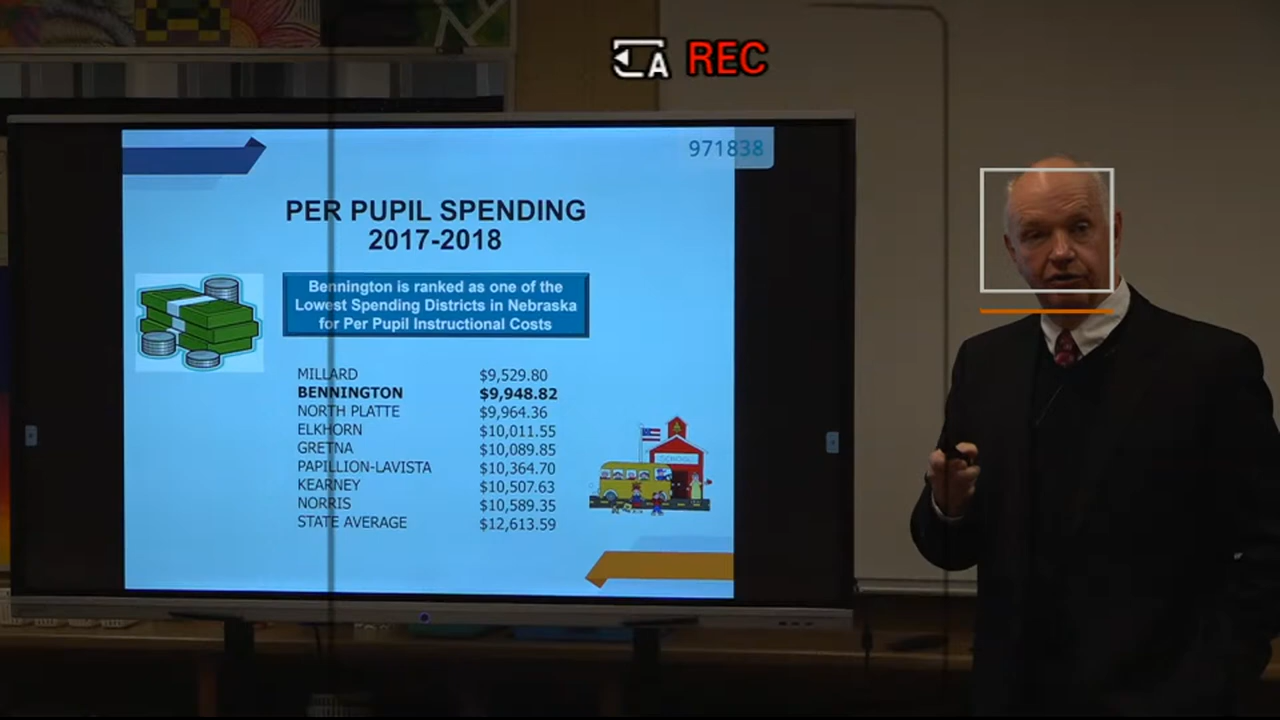 A REC
971838
PER PUPIL SPENDING
2017-2018
Bennington is ranked as one of the
Lowest Spending Districts in Nebraska
for Per Pupil Instructional Costs
MILLARD $9,529.80
BENNINGTON $9,948.82
NORTH PLATTE $9,964.36
ELKHORN $10,011.55
GRETNA $10,089.85
PAPILLION-LAVISTA $10,364.70
KEARNEY $10,507.63
NORRIS $10,589.35
STATE AVERAGE $12,613.59
SCHOOL